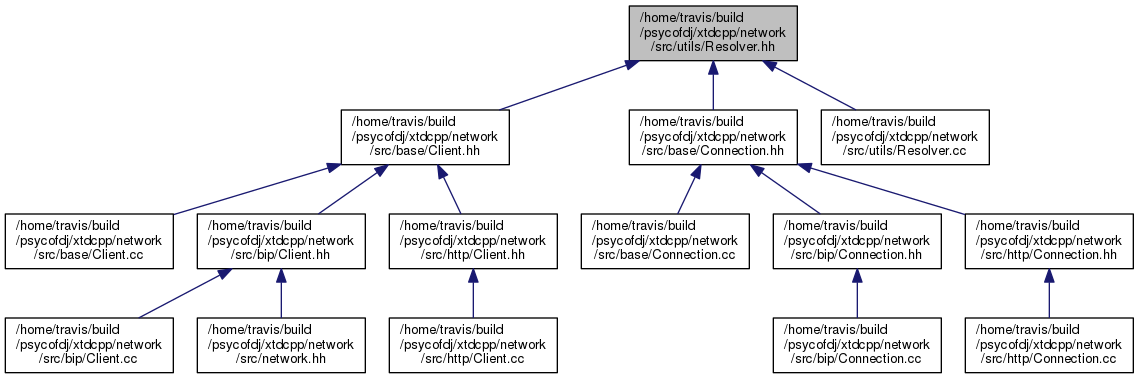 /home/travis/build
/psycofdj/xtdcpp/network
/src/utils/Resolver.hh
/home/travis/build
/psycofdj/xtdcpp/network
/src/base/Client.hh
/home/travis/build
/psycofdj/xtdcpp/network
/src/base/Connection.hh
/home/travis/build
/psycofdj/xtdcpp/network
/src/utils/Resolver.cc
/home/travis/build
/psycofdj/xtdcpp/network
/src/base/Client.cc
/home/travis/build
/psycofdj/xtdcpp/network
/src/bip/Client.hh
/home/travis/build
/psycofdj/xtdcpp/network
/src/http/Client.hh
/home/travis/build
/psycofdj/xtdcpp/network
/src/base/Connection.cc
/home/travis/build
/psycofdj/xtdcpp/network
/src/bip/Connection.hh
/home/travis/build
/psycofdj/xtdcpp/network
/src/http/Connection.hh
/home/travis/build
/psycofdj/xtdcpp/network
/src/bip/Client.cc
/home/travis/build
/psycofdj/xtdcpp/network
/src/network.hh
/home/travis/build
/psycofdj/xtdcpp/network
/src/http/Client.cc
/home/travis/build
/psycofdj/xtdcpp/network
/src/bip/Connection.cc
/home/travis/build
/psycofdj/xtdcpp/network
/src/http/Connection.cc